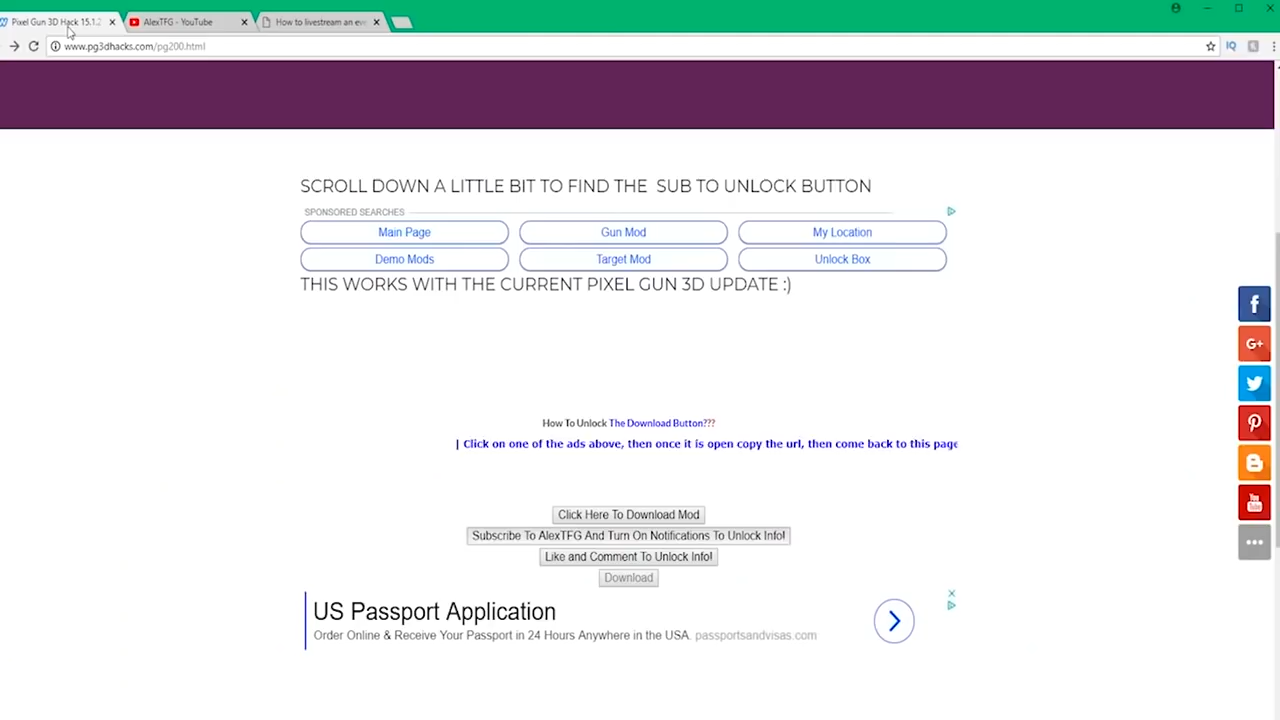 Pixel Gun 3D Hack 15.1.2
AlexTFG - YouTube
How to livestream an eve
www.pg3dhacks.com/pg200.html
IQ
SCROLL DOWN A LITTLE BIT TO FIND THE SUB TO UNLOCK BUTTON
SPONSORED SEARCHES
Main Page
Gun Mod
My Location
Demo Mods
Target Mod
Unlock Box
THIS WORKS WITH THE CURRENT PIXEL GUN 3D UPDATE :)
f
G+
How To Unlock The Download Button???
| Click on one of the ads above, then once it is open copy the url, then come back to this page
You Tube
Click Here To Download Mod
Subscribe To AlexTFG And Turn On Notifications To Unlock Info!
Like and Comment To Unlock Info!
Download
US Passport Application
Order Online & Receive Your Passport in 24 Hours Anywhere in the USA. passportsandvisas.com